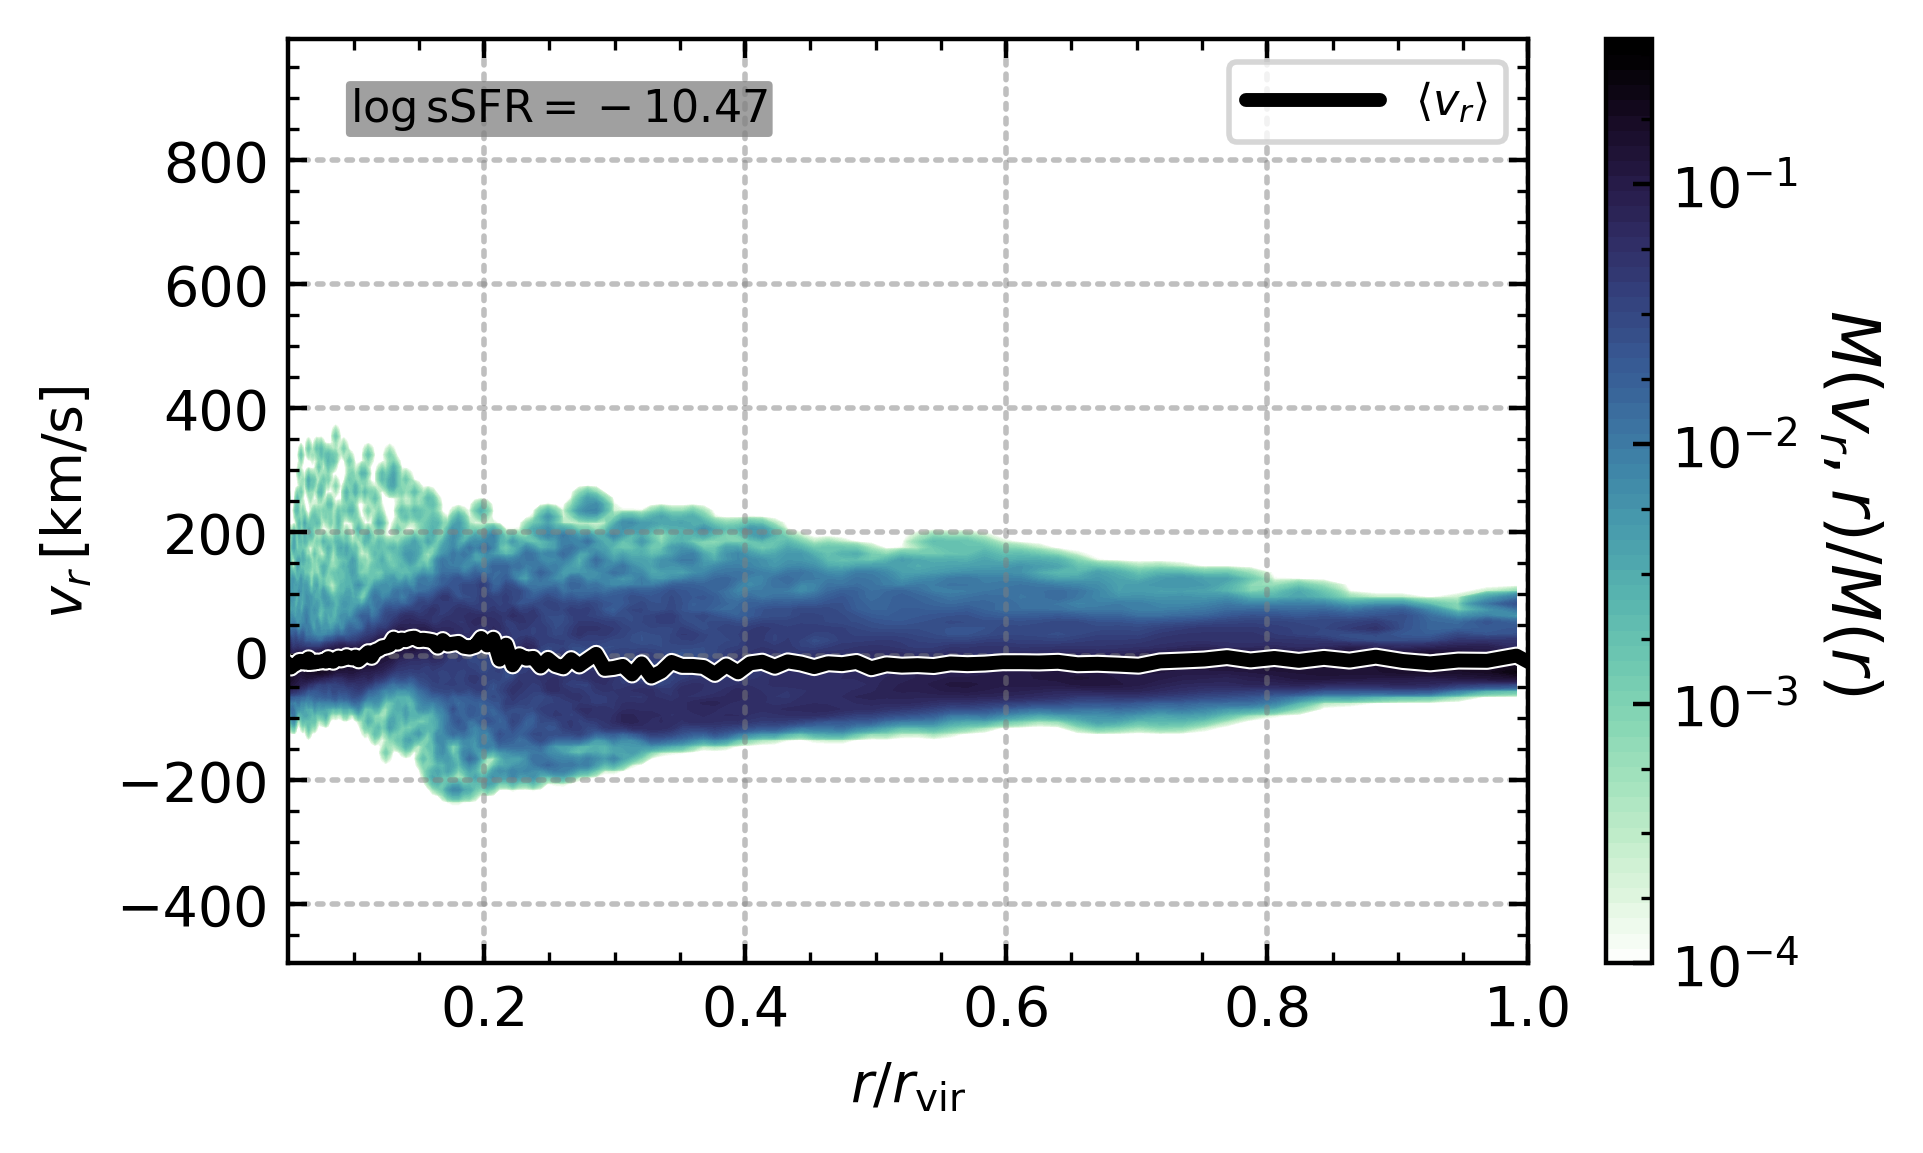 log sSFR = −10.47
⟨v_r⟩
800
600
400
200
0
−200
−400
v_r [km/s]
0.2 0.4 0.6 0.8 1.0
r/r_vir
10^−1
10^−2
10^−3
10^−4
M(v_r, r)/M(r)